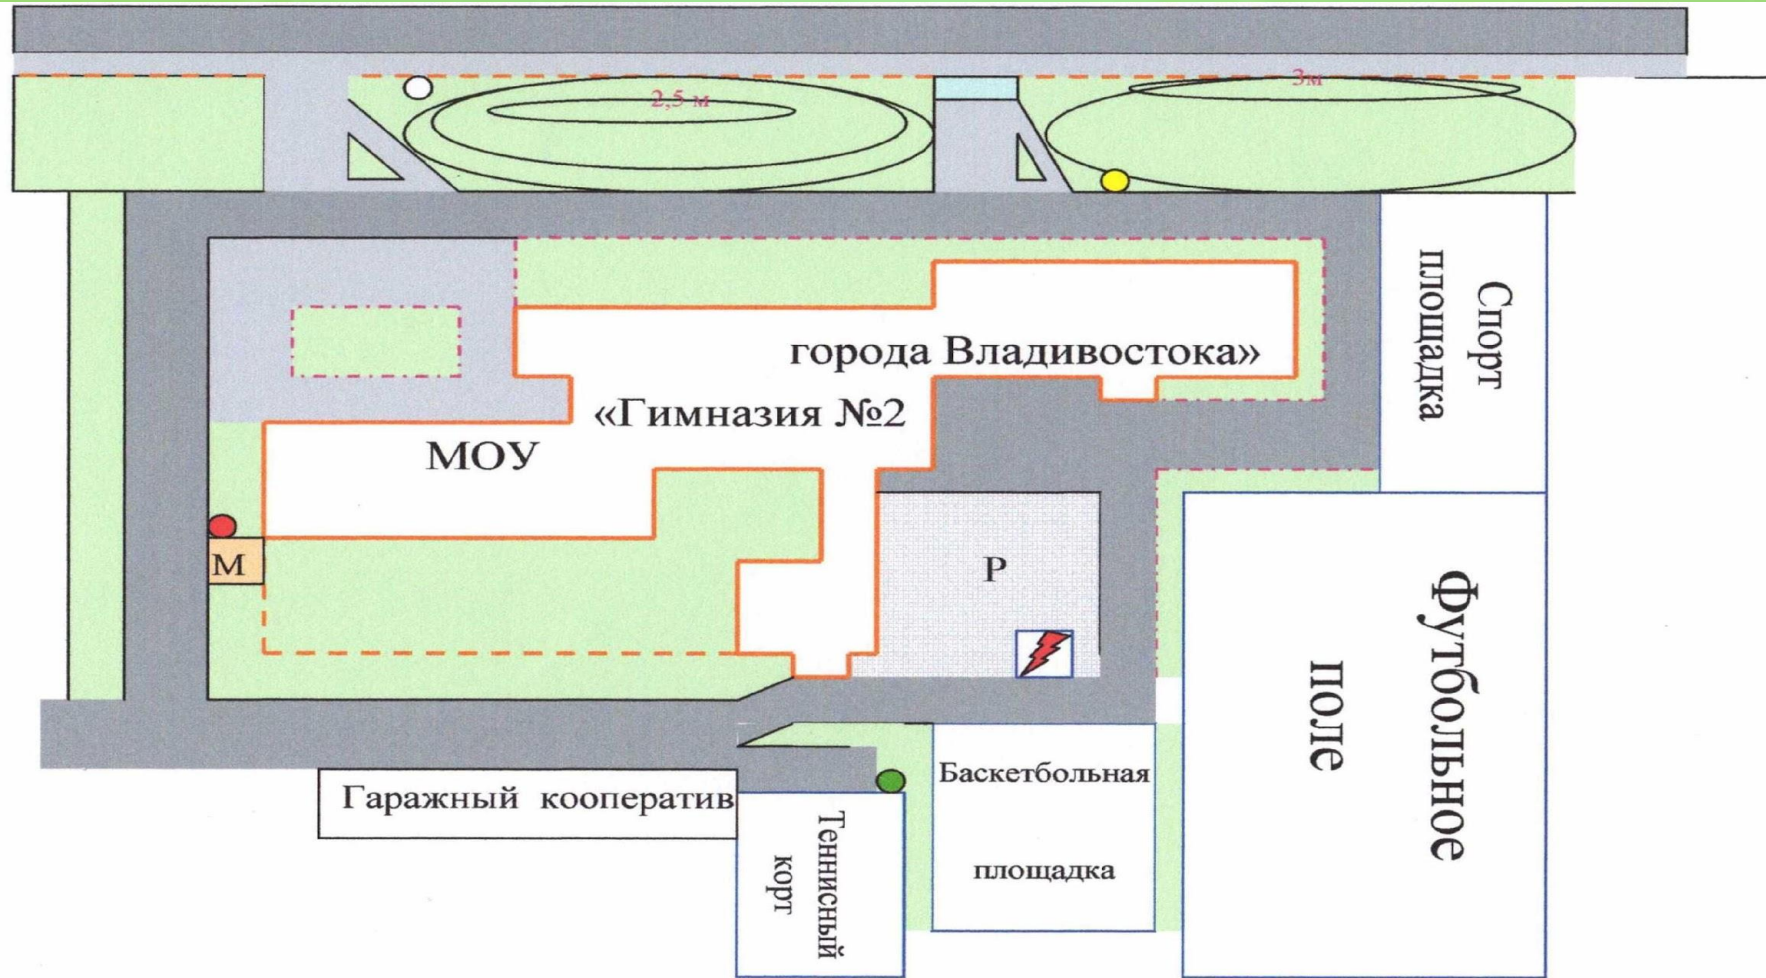 2,5 м
3м
Спорт
площадка
города Владивостока»
«Гимназия №2
МОУ
М
Р
Футбольное
поле
Баскетбольная
площадка
Гаражный кооператив
Теннисный
корт